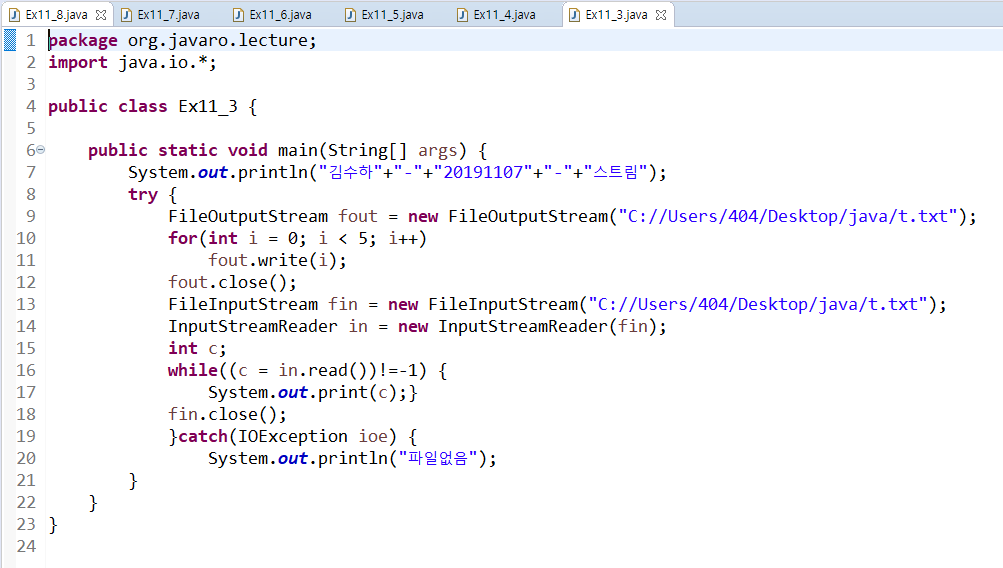 Ex11_8.java Ex11_7.java Ex11_6.java Ex11_5.java Ex11_4.java Ex11_3.java
1 package org.javaro.lecture;
2 import java.io.*;
3
4 public class Ex11_3 {
5
6 public static void main(String[] args) {
7 System.out.println("김수하"+"-"+"20191107"+"-"+"스트림");
8 try {
9 FileOutputStream fout = new FileOutputStream("C://Users/404/Desktop/java/t.txt");
10 for(int i = 0; i < 5; i++)
11 fout.write(i);
12 fout.close();
13 FileInputStream fin = new FileInputStream("C://Users/404/Desktop/java/t.txt");
14 InputStreamReader in = new InputStreamReader(fin);
15 int c;
16 while((c = in.read())!=-1) {
17 System.out.print(c);}
18 fin.close();
19 }catch(IOException ioe) {
20 System.out.println("파일없음");
21 }
22 }
23 }
24